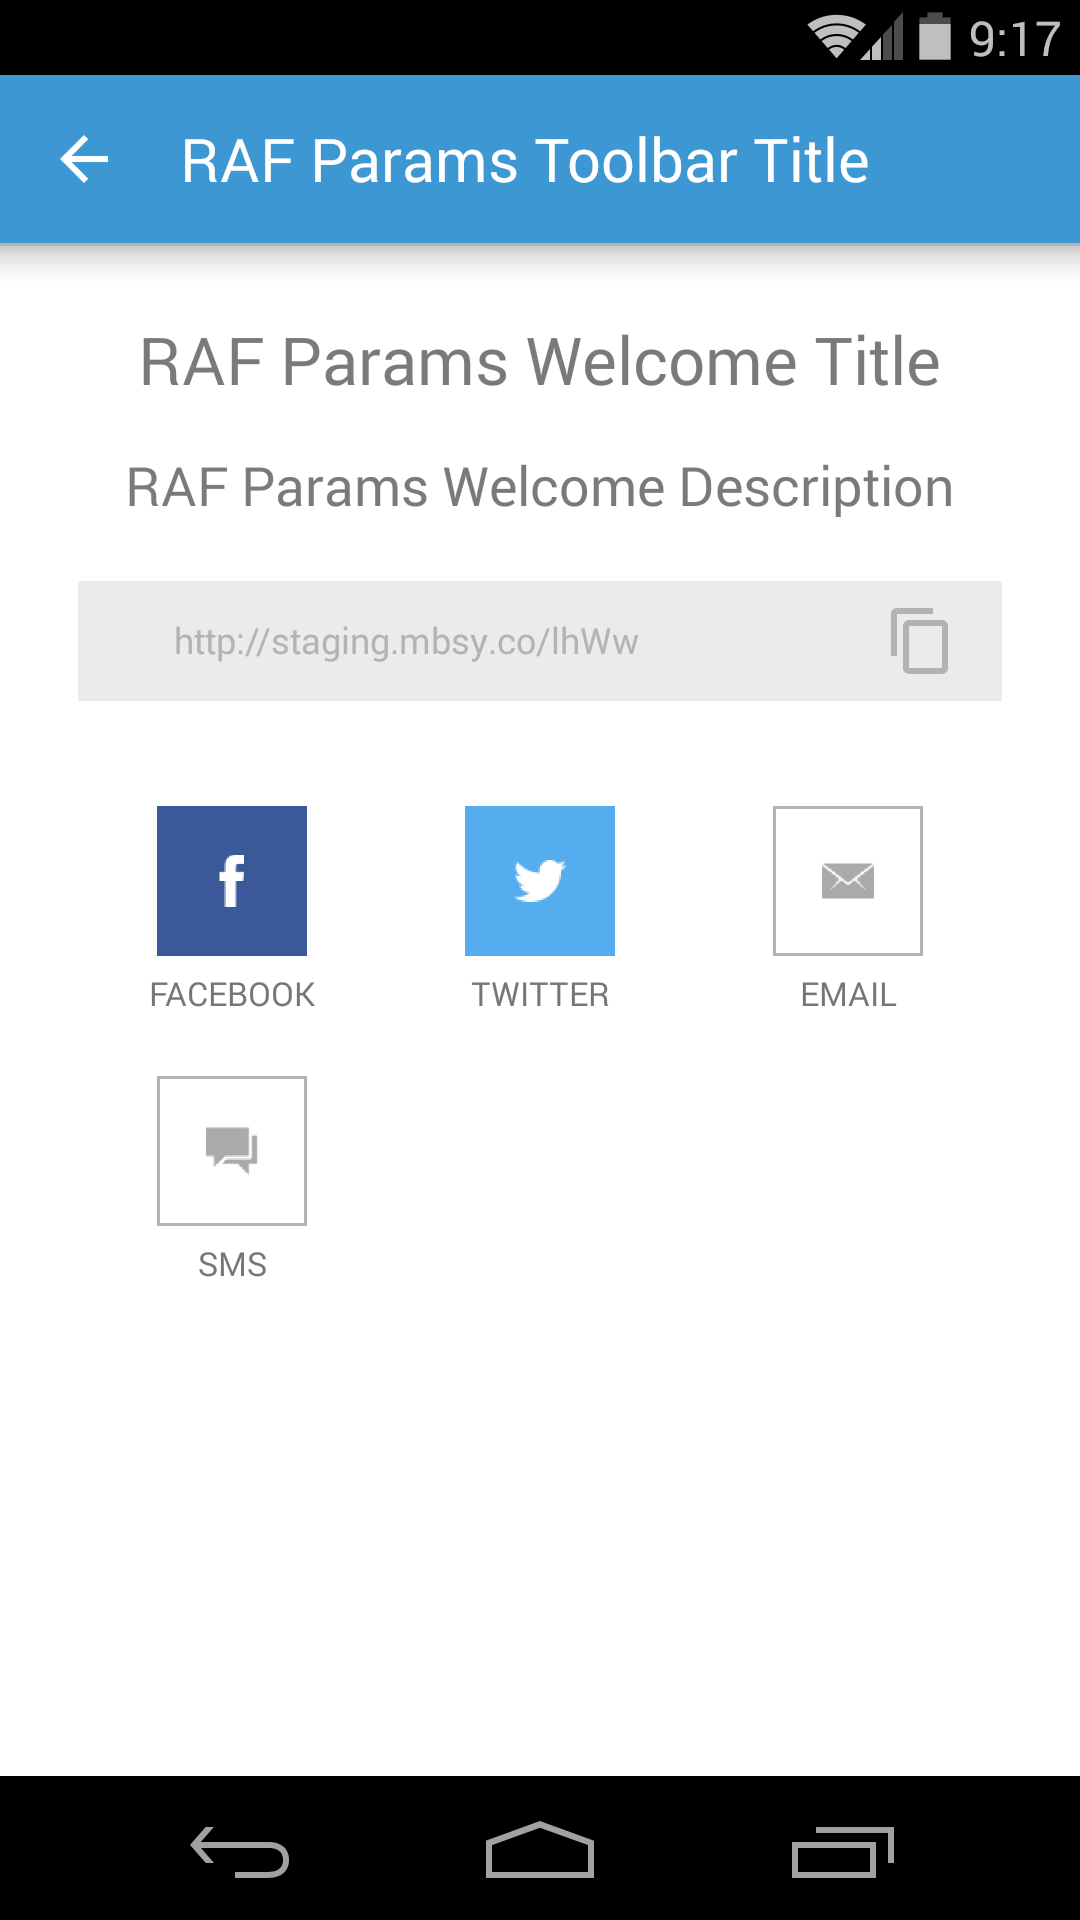 9:17
RAF Params Toolbar Title
RAF Params Welcome Title
RAF Params Welcome Description
http://staging.mbsy.co/lhWw
FACEBOOK
TWITTER
EMAIL
SMS